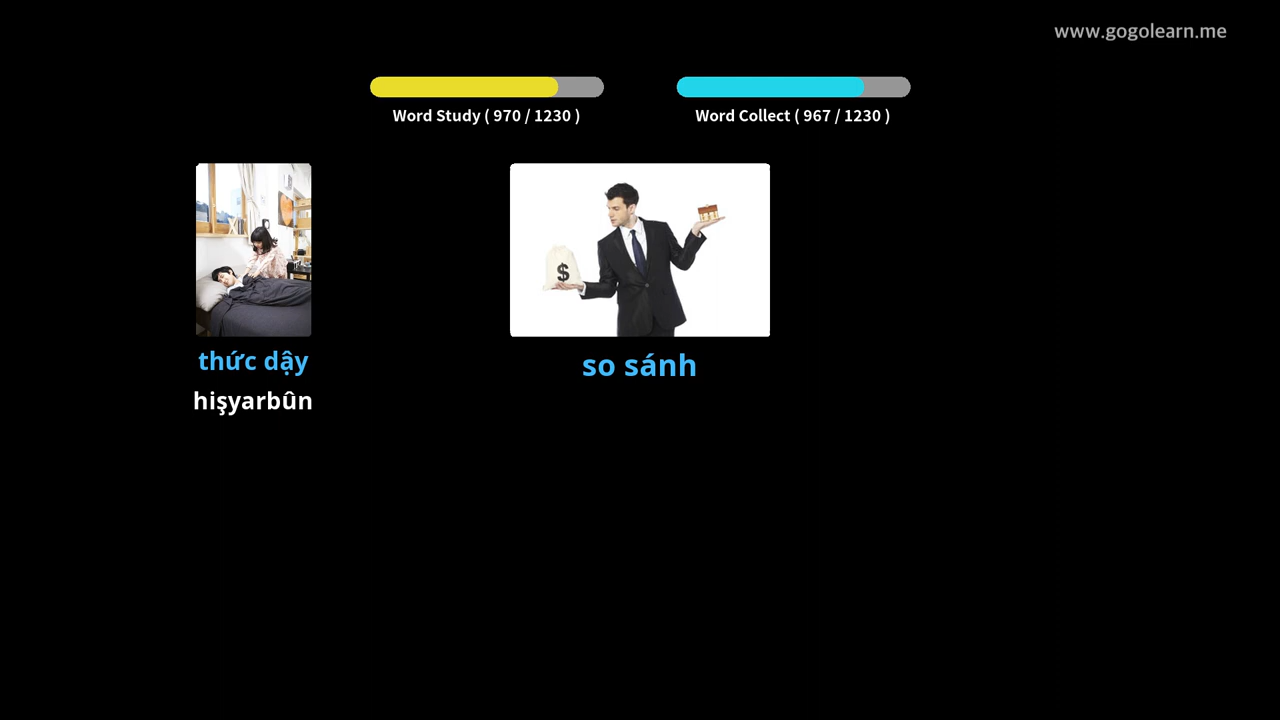 www.gogolearn.me
Word Study ( 970 / 1230 )
Word Collect ( 967 / 1230 )
$
thức dậy
hişyarbûn
so sánh